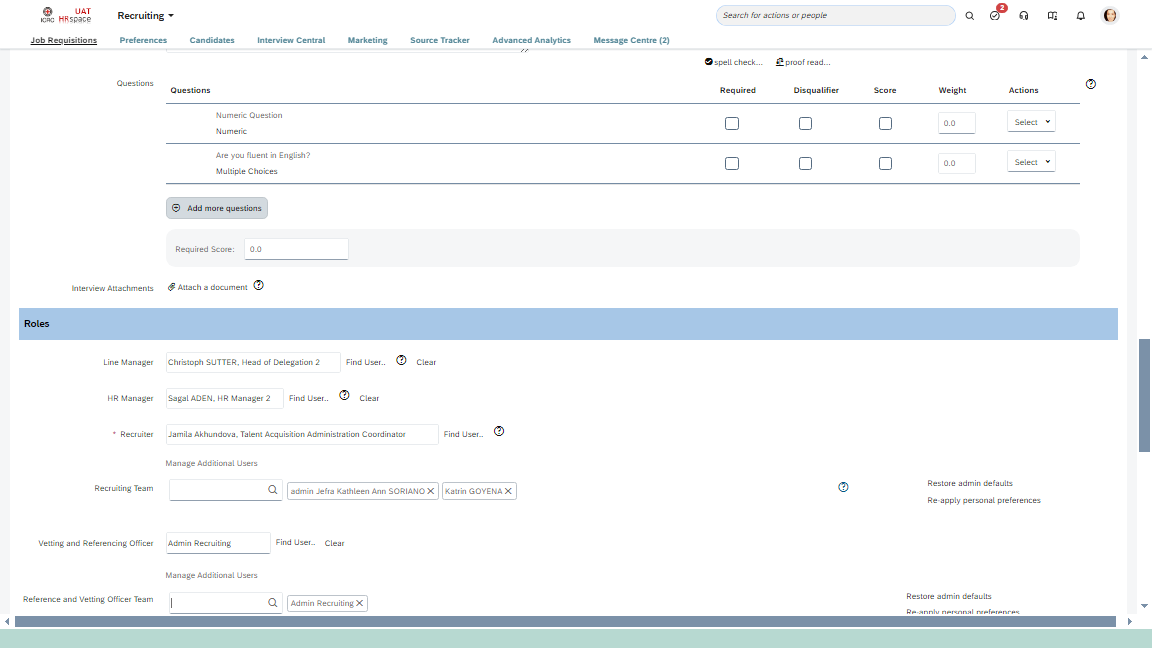 ICRC UAT HRspace Recruiting Search for actions or people 2
Job Requisitions Preferences Candidates Interview Central Marketing Source Tracker Advanced Analytics Message Centre (2)
spell check... proof read...
Questions
Questions Required Disqualifier Score Weight Actions
Numeric Question
Numeric
0.0 Select
Are you fluent in English?
Multiple Choices
0.0 Select
Add more questions
Required Score: 0.0
Interview Attachments Attach a document
Roles
Line Manager Christoph SUTTER, Head of Delegation 2 Find User.. Clear
HR Manager Sagal ADEN, HR Manager 2 Find User.. Clear
* Recruiter Jamila Akhundova, Talent Acquisition Administration Coordinator Find User..
Manage Additional Users
Recruiting Team admin Jefra Kathleen Ann SORIANO Katrin GOYENA Restore admin defaults
Re-apply personal preferences
Vetting and Referencing Officer Admin Recruiting Find User.. Clear
Manage Additional Users
Reference and Vetting Officer Team Admin Recruiting Restore admin defaults
Re-apply personal preferences